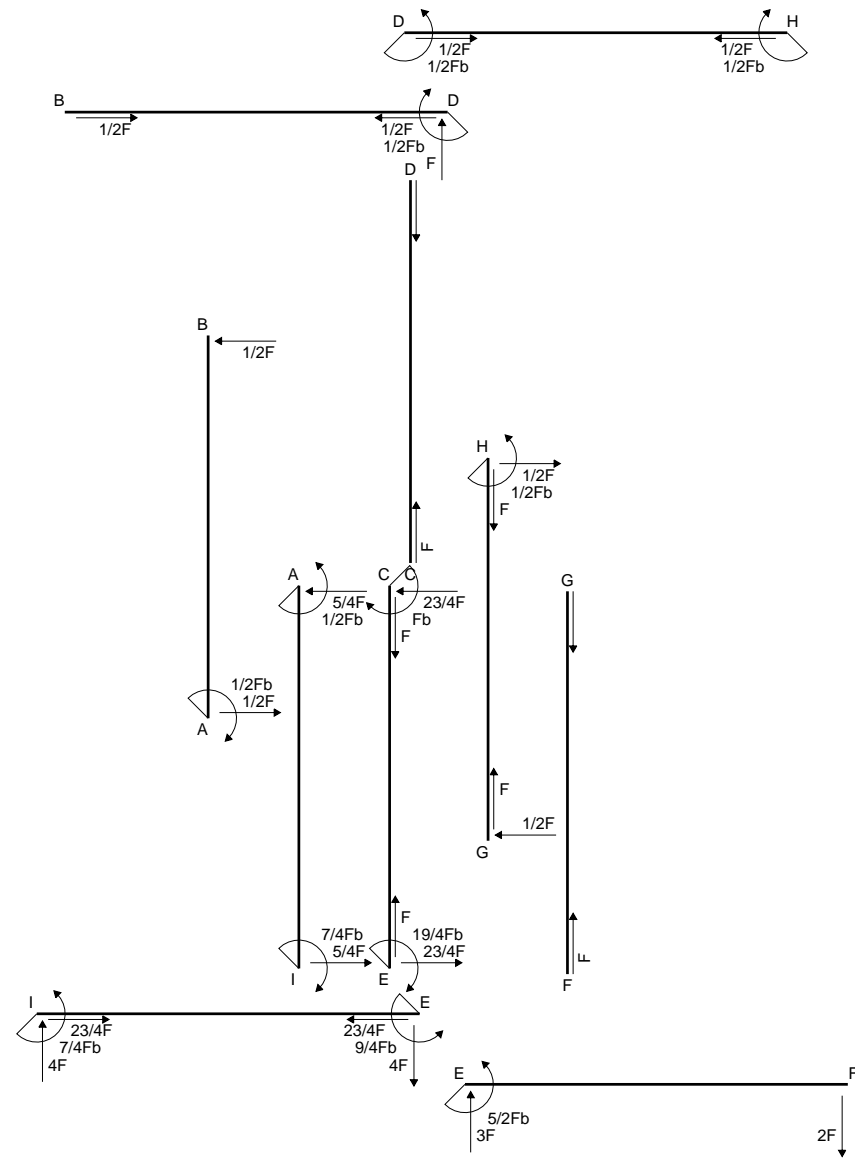 D H
1/2F 1/2F
1/2Fb 1/2Fb
B D
1/2F 1/2F
1/2Fb
F
D
B
1/2F
H
1/2F
1/2Fb
F
F
A C C G
5/4F 23/4F
1/2Fb Fb
F
1/2Fb
1/2F
A
F
1/2F
G
F
7/4Fb 19/4Fb
5/4F 23/4F
F
I E F
I E
23/4F 23/4F
7/4Fb 9/4Fb
4F 4F
E F
5/2Fb
3F 2F